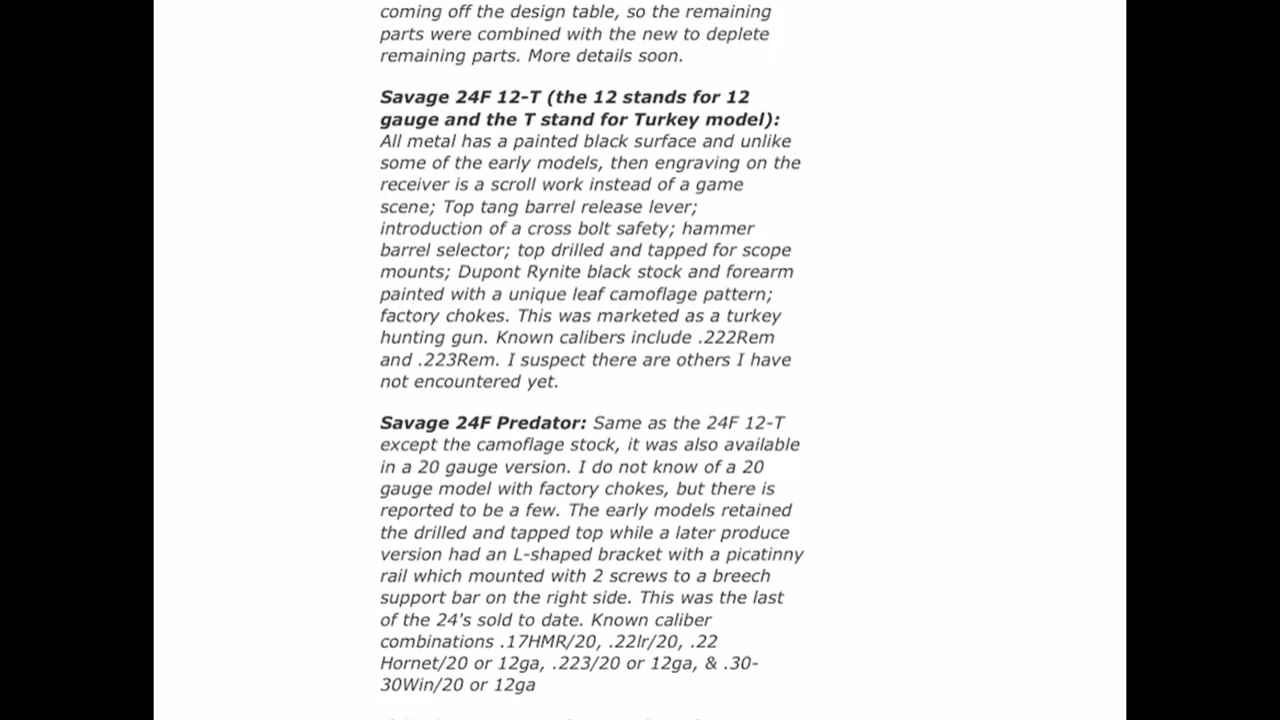 coming off the design table, so the remaining
parts were combined with the new to deplete
remaining parts. More details soon.
Savage 24F 12-T (the 12 stands for 12
gauge and the T stand for Turkey model):
All metal has a painted black surface and unlike
some of the early models, then engraving on the
receiver is a scroll work instead of a game
scene; Top tang barrel release lever;
introduction of a cross bolt safety; hammer
barrel selector; top drilled and tapped for scope
mounts; Dupont Rynite black stock and forearm
painted with a unique leaf camoflage pattern;
factory chokes. This was marketed as a turkey
hunting gun. Known calibers include .222Rem
and .223Rem. I suspect there are others I have
not encountered yet.
Savage 24F Predator: Same as the 24F 12-T
except the camoflage stock, it was also available
in a 20 gauge version. I do not know of a 20
gauge model with factory chokes, but there is
reported to be a few. The early models retained
the drilled and tapped top while a later produce
version had an L-shaped bracket with a picatinny
rail which mounted with 2 screws to a breech
support bar on the right side. This was the last
of the 24's sold to date. Known caliber
combinations .17HMR/20, .22lr/20, .22
Hornet/20 or 12ga, .223/20 or 12ga, & .30-
30Win/20 or 12ga